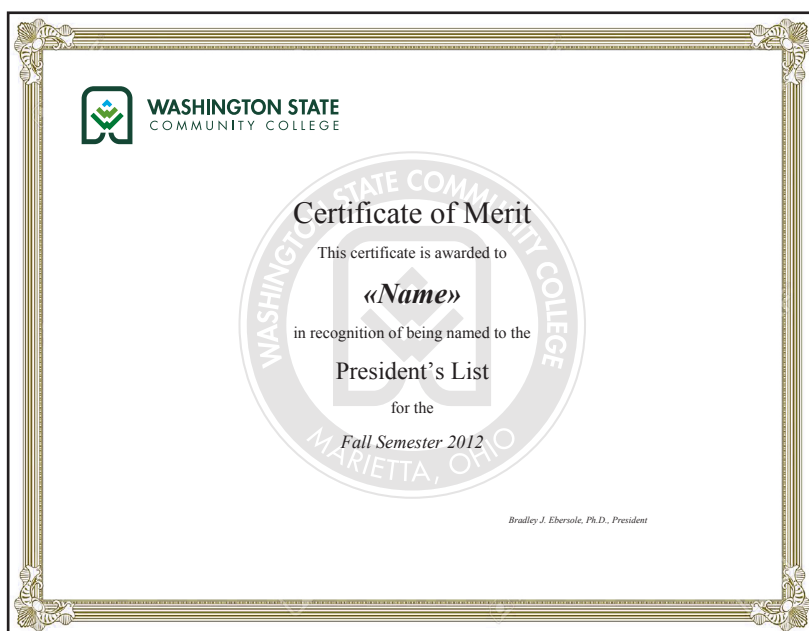 WASHINGTON STATE
COMMUNITY COLLEGE
WASHINGTON STATE COMMUNITY COLLEGE
Certificate of Merit
This certificate is awarded to
«Name»
in recognition of being named to the
President’s List
for the
Fall Semester 2012
MARIETTA, OHIO
Bradley J. Ebersole, Ph.D., President